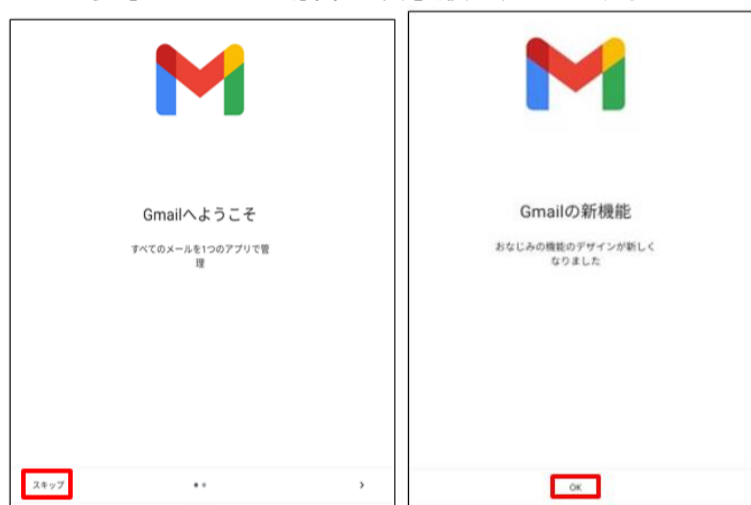 Gmailへようこそ
すべてのメールを1つのアプリで管
理
スキップ
Gmailの新機能
おなじみの機能のデザインが新しく
なりました
OK